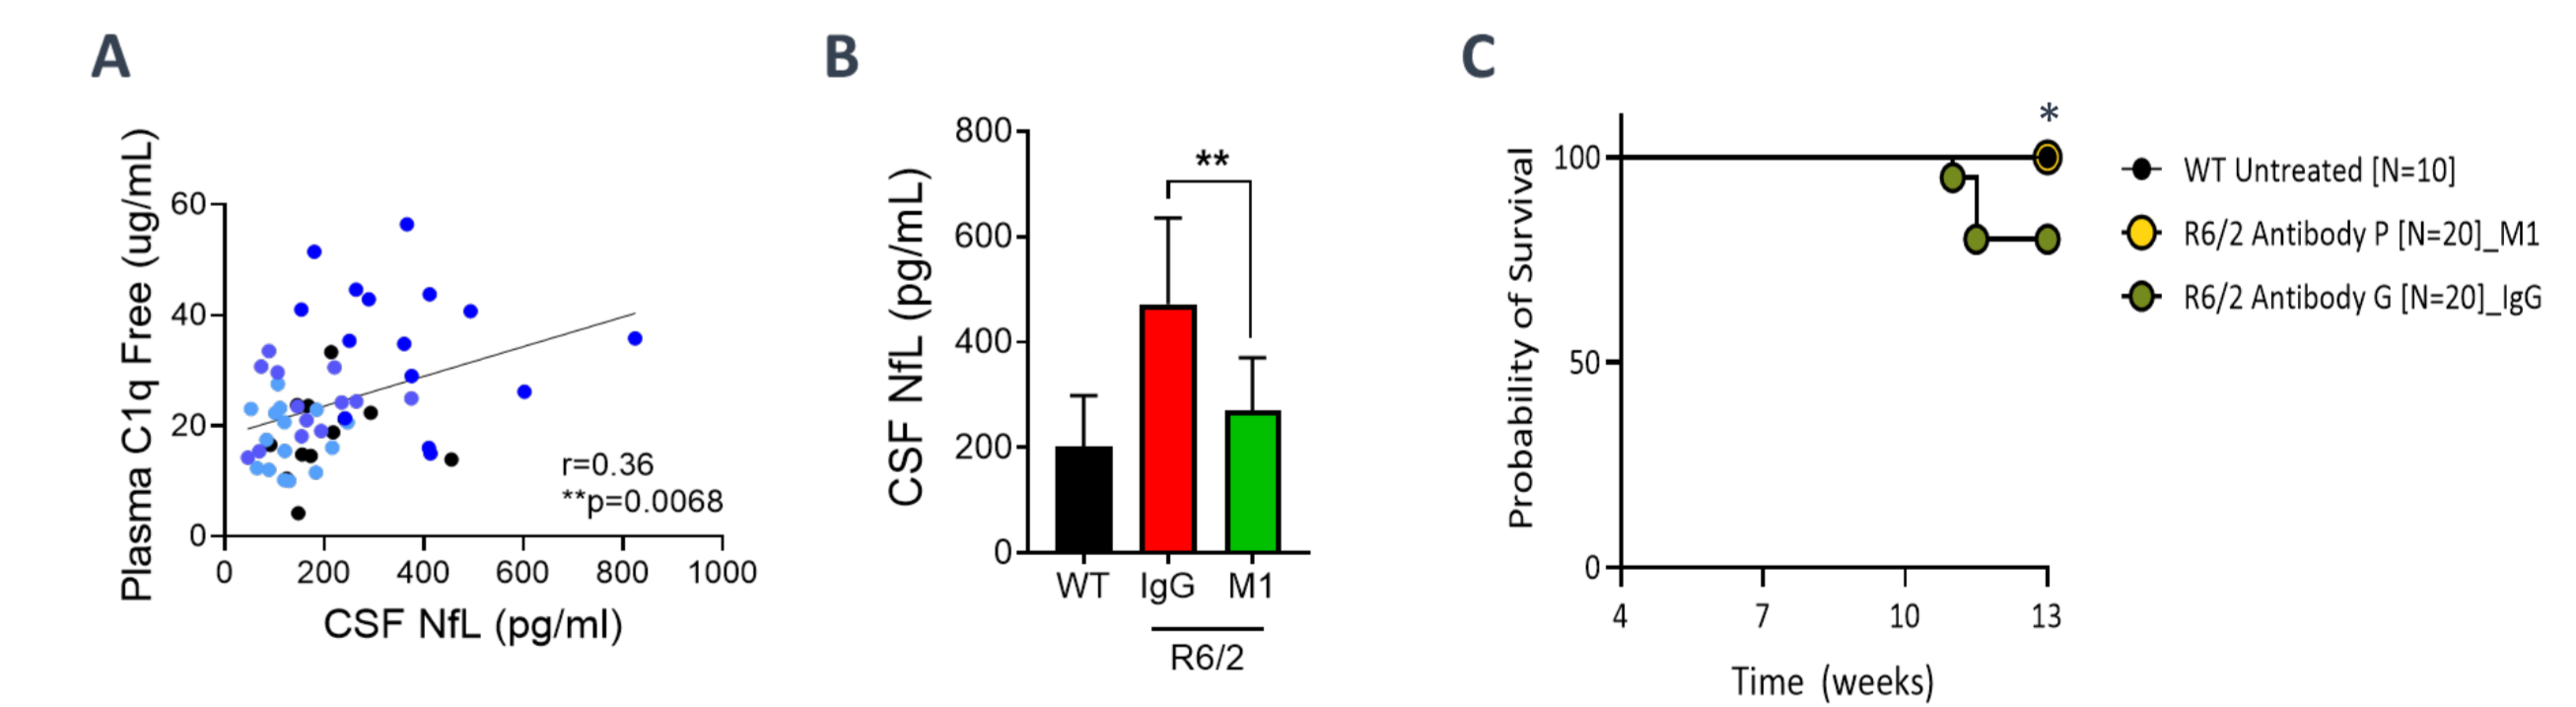 A
Plasma C1q Free (ug/mL)
60
40
20
0
0 200 400 600 800 1000
CSF NfL (pg/ml)
r=0.36
**p=0.0068
B
CSF NfL (pg/mL)
800
600
400
200
0
**
WT IgG M1
R6/2
C
Probability of Survival
100
50
0
*
4 7 10 13
Time (weeks)
WT Untreated [N=10]
R6/2 Antibody P [N=20]_M1
R6/2 Antibody G [N=20]_IgG